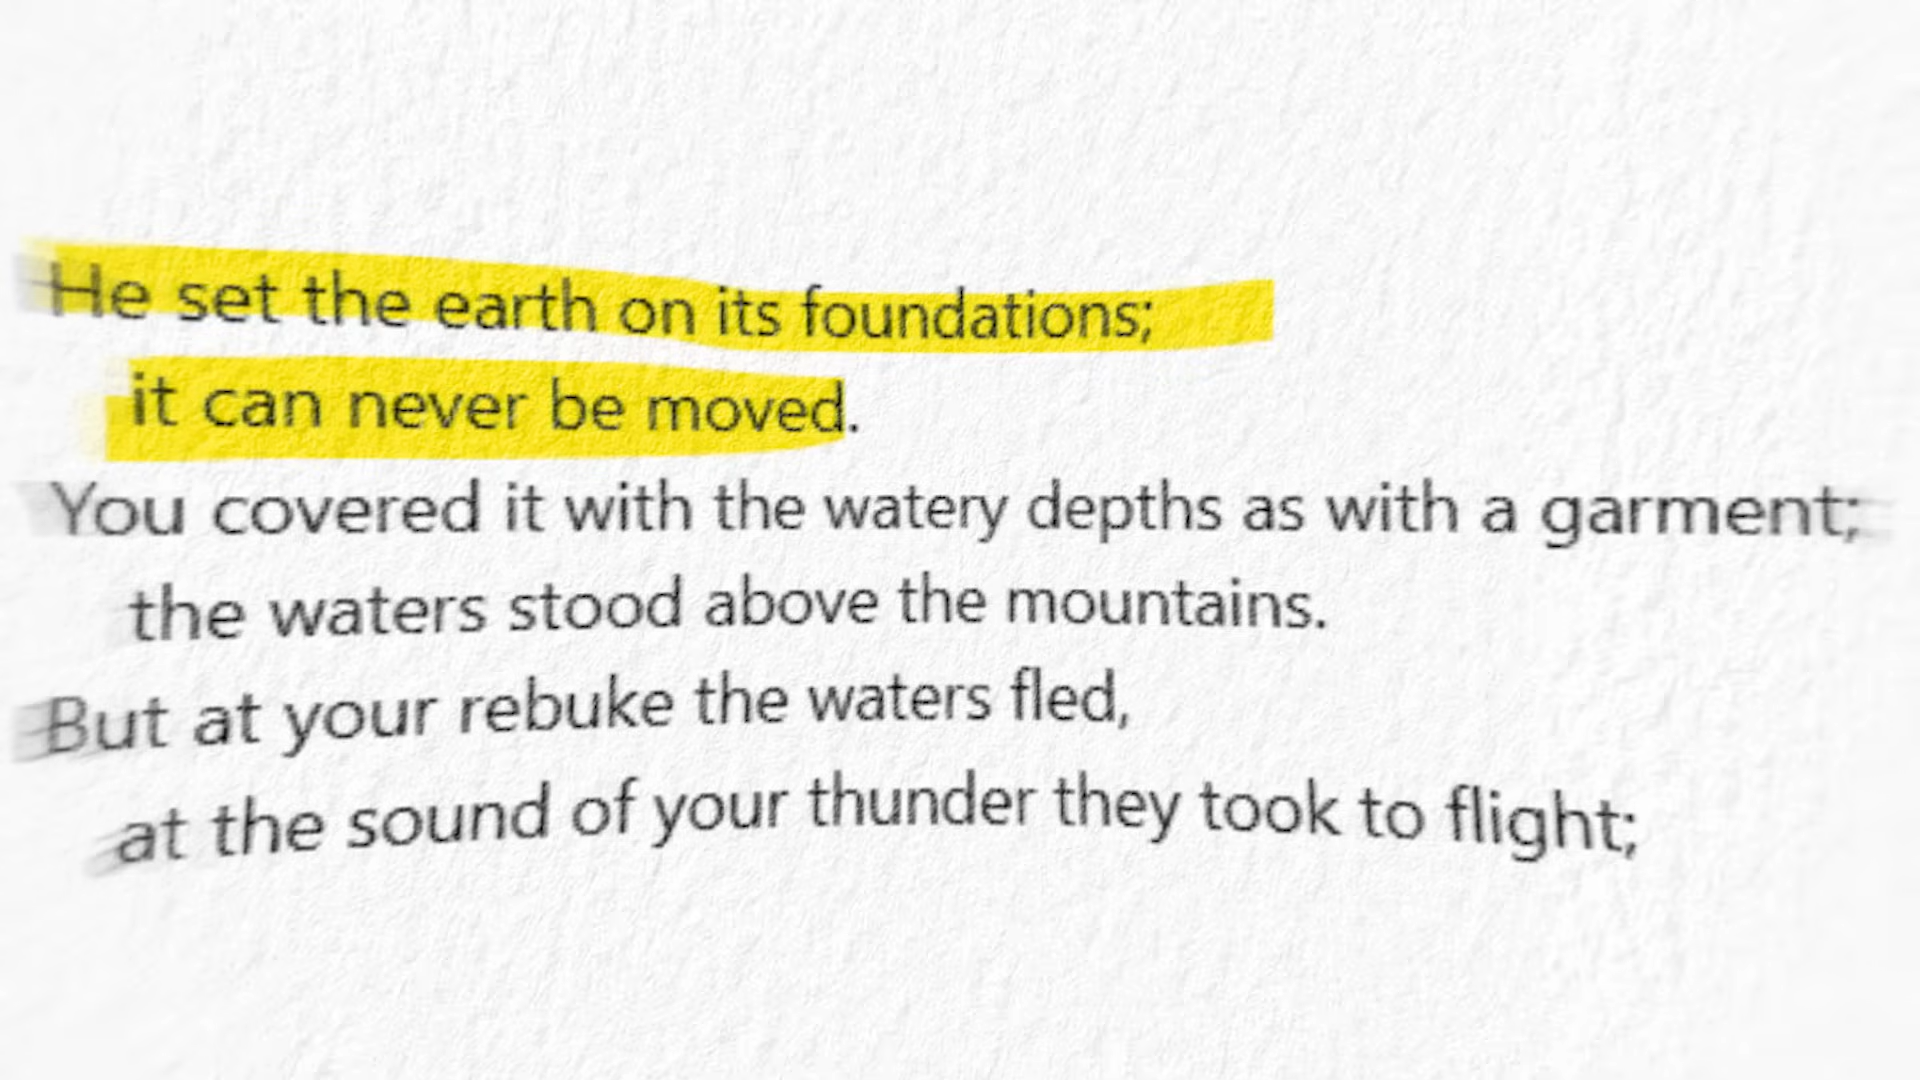 He set the earth on its foundations;
it can never be moved.
You covered it with the watery depths as with a garment;
the waters stood above the mountains.
But at your rebuke the waters fled,
at the sound of your thunder they took to flight;